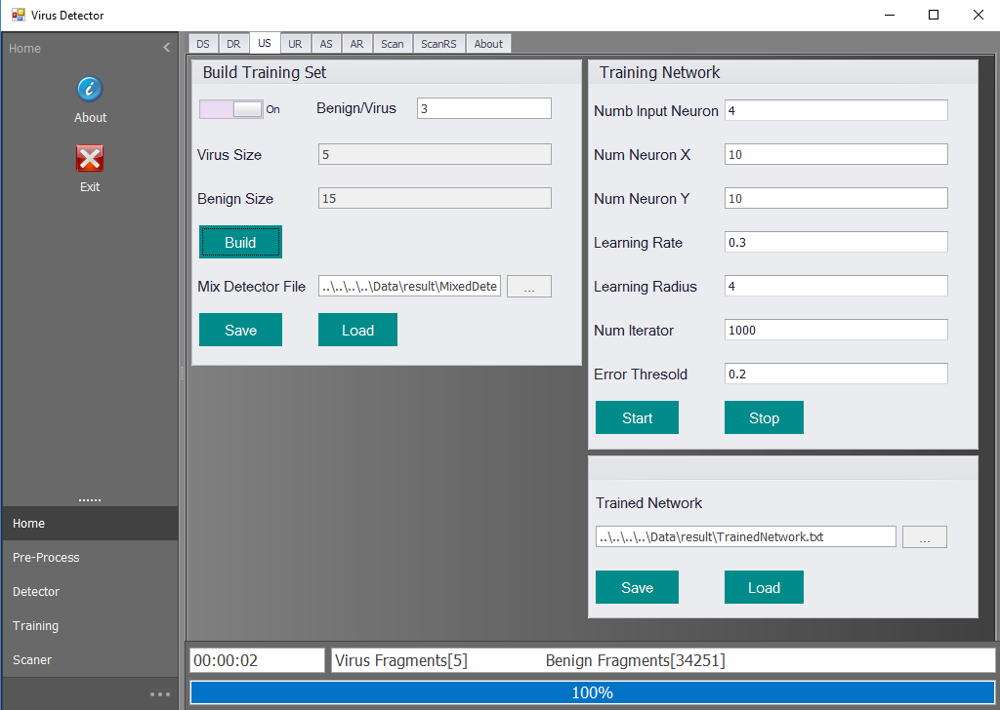 Virus Detector
Home
About
Exit
Home
Pre-Process
Detector
Training
Scaner
DS DR US UR AS AR Scan ScanRS About
Build Training Set
On Benign/Virus 3
Virus Size 5
Benign Size 15
Build
Mix Detector File ..\..\..\..\Data\result\MixedDete ...
Save Load
Training Network
Numb Input Neuron 4
Num Neuron X 10
Num Neuron Y 10
Learning Rate 0.3
Learning Radius 4
Num Iterator 1000
Error Thresold 0.2
Start Stop
Trained Network
..\..\..\..\Data\result\TrainedNetwork.txt ...
Save Load
00:00:02 Virus Fragments[5] Benign Fragments[34251]
100%